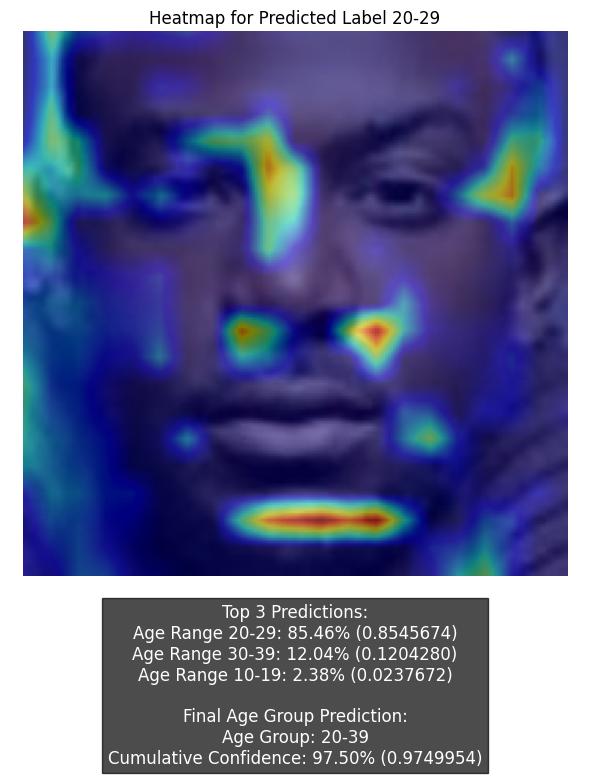 Heatmap for Predicted Label 20-29
Top 3 Predictions:
Age Range 20-29: 85.46% (0.8545674)
Age Range 30-39: 12.04% (0.1204280)
Age Range 10-19: 2.38% (0.0237672)
Final Age Group Prediction:
Age Group: 20-39
Cumulative Confidence: 97.50% (0.9749954)